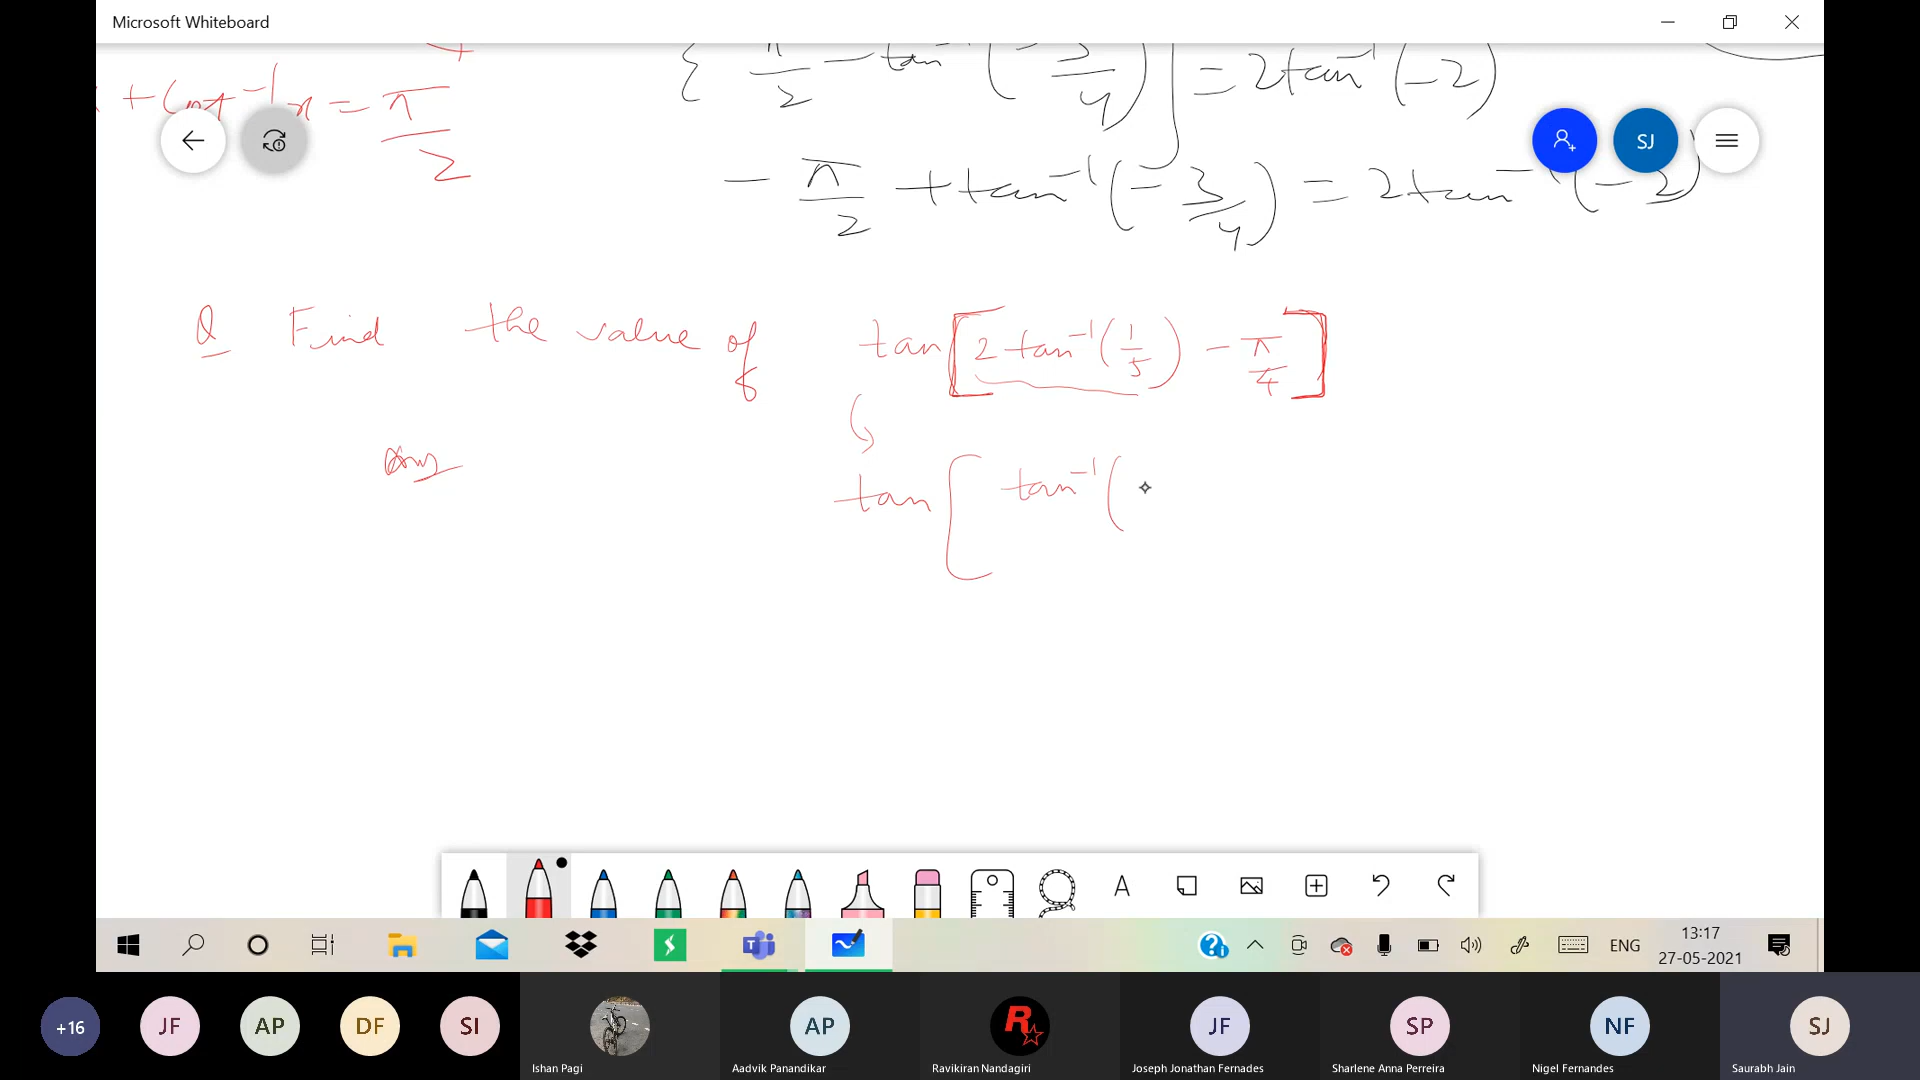 Microsoft Whiteboard
π/2 - tan⁻¹(-3/4) = 2tan⁻¹(-2)
+ Cot⁻¹x = π/2
SJ
- π/2 + tan⁻¹(-3/4) = 2tan⁻¹(-2)
Q Find the value of tan[2 tan⁻¹(1/5) - π/4]
Ans
tan[ tan⁻¹(
A
ENG
13:17
27-05-2021
+16 JF AP DF SI AP R JF SP NF SJ
Ishan Pagi Aadvik Panandikar Ravikiran Nandagiri Joseph Jonathan Fernades Sharlene Anna Perreira Nigel Fernandes Saurabh Jain